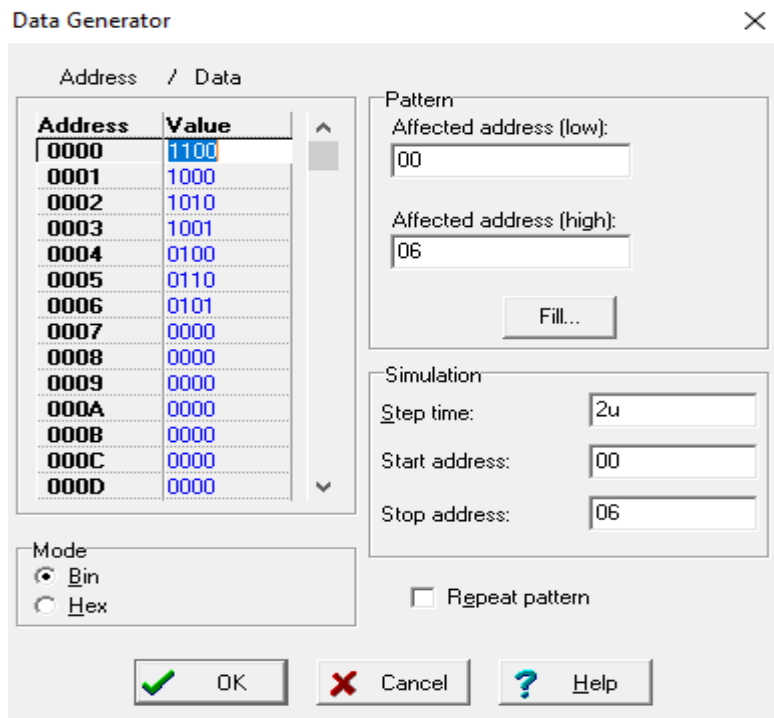 Data Generator
Address / Data
Address Value
0000 1100
0001 1000
0002 1010
0003 1001
0004 0100
0005 0110
0006 0101
0007 0000
0008 0000
0009 0000
000A 0000
000B 0000
000C 0000
000D 0000
Mode
Bin
Hex
Pattern
Affected address (low):
00
Affected address (high):
06
Fill...
Simulation
Step time: 2u
Start address: 00
Stop address: 06
Repeat pattern
OK Cancel Help